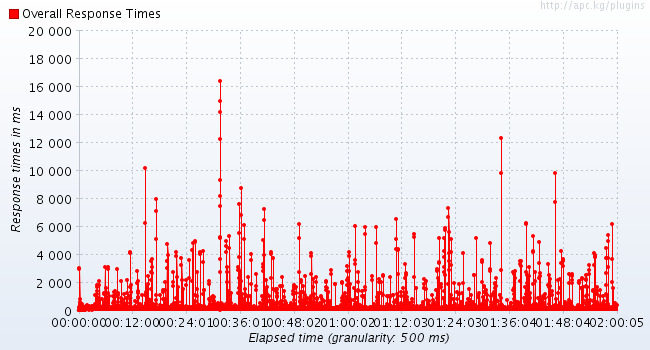 http://apc.kg/plugins
Overall Response Times
20 000
18 000
16 000
14 000
12 000
10 000
8 000
6 000
4 000
2 000
0
Response times in ms
00:00:00 00:12:00 00:24:01 00:36:01 00:48:02 01:00:02 01:12:03 01:24:03 01:36:04 01:48:04 02:00:05
Elapsed time (granularity: 500 ms)